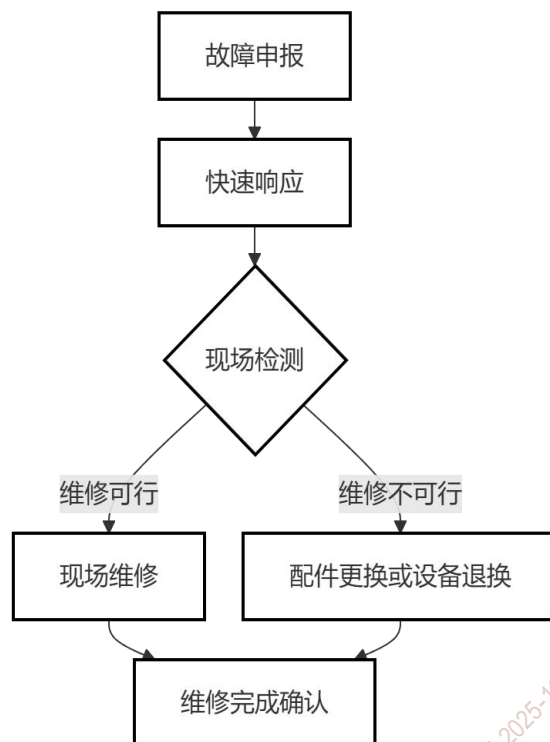 故障申报
快速响应
现场检测
维修可行
维修不可行
现场维修
配件更换或设备退换
维修完成确认